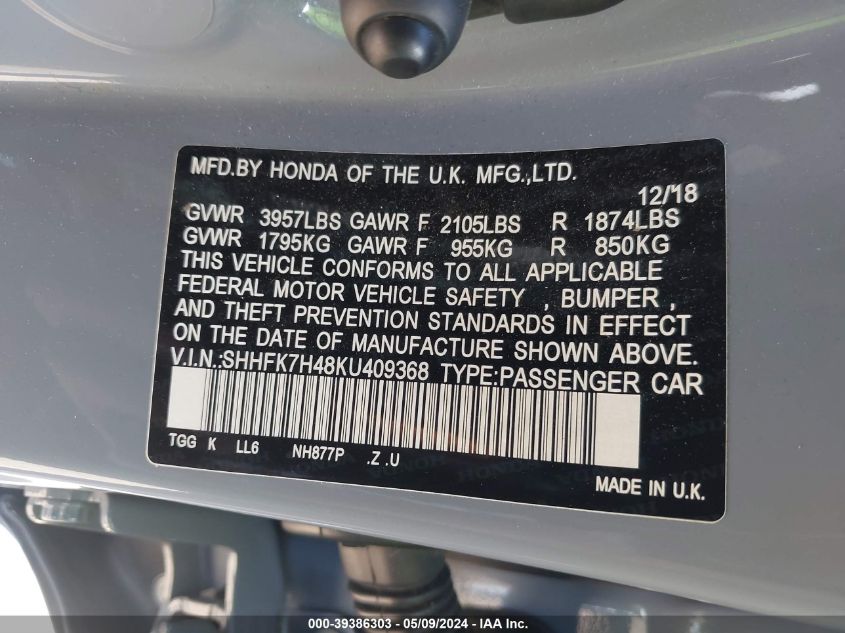 MFD.BY HONDA OF THE U.K. MFG.,LTD.
12/'18
GVWR 3957LBS GAWR F 2105LBS R 1874LBS
GVWR 1795KG GAWR F 955KG R 850KG
THIS VEHICLE CONFORMS TO ALL APPLICABLE
FEDERAL MOTOR VEHICLE SAFETY , BUMPER ,
AND THEFT PREVENTION STANDARDS IN EFFECT
ON THE DATE OF MANUFACTURE SHOWN ABOVE.
V.I.N.:SHHFK7H48KU409368 TYPE:PASSENGER CAR
TGG K LL6 NH877P .Z .U
MADE IN U.K.
000-39386303 / 05/09/2024 - IAA Inc.